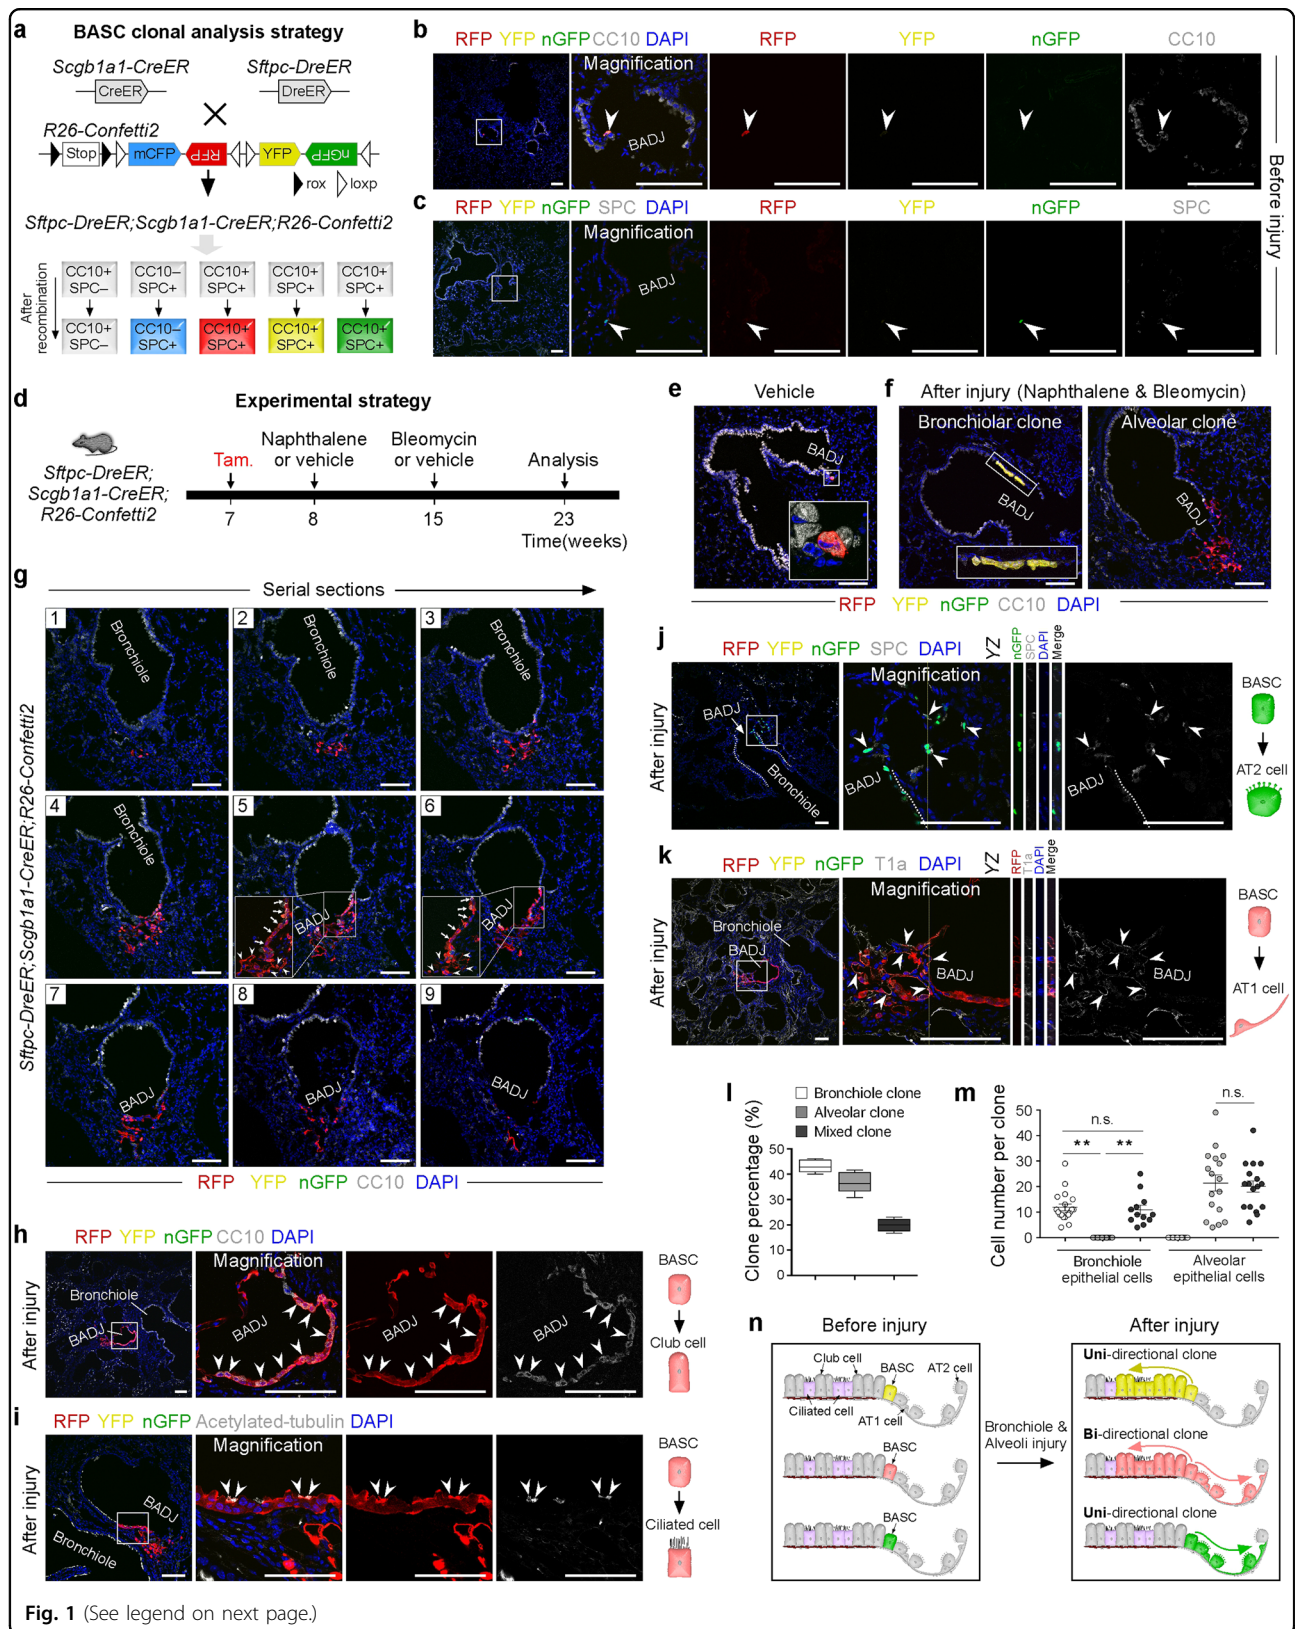 a
BASC clonal analysis strategy
Scgb1a1-CreER
Sftpc-DreER
CreER
DreER
R26-Confetti2
Stop
mCFP
RFP
YFP
nGFP
rox
loxp
Sftpc-DreER;Scgb1a1-CreER;R26-Confetti2
After recombination
CC10+ SPC–
CC10– SPC+
CC10+ SPC+
CC10+ SPC+
CC10+ SPC+
CC10+ SPC–
CC10– SPC+
CC10+ SPC+
CC10+ SPC+
CC10+ SPC+
b
RFP YFP nGFP CC10 DAPI
RFP
YFP
nGFP
CC10
Magnification
BADJ
c
RFP YFP nGFP SPC DAPI
RFP
YFP
nGFP
SPC
Magnification
BADJ
Before injury
d
Experimental strategy
Sftpc-DreER;
Scgb1a1-CreER;
R26-Confetti2
Tam.
Naphthalene
or vehicle
Bleomycin
or vehicle
Analysis
7
8
15
23
Time(weeks)
e
Vehicle
BADJ
f
After injury (Naphthalene & Bleomycin)
Bronchiolar clone
BADJ
Alveolar clone
BADJ
RFP YFP nGFP CC10 DAPI
g
Serial sections
Sftpc-DreER;Scgb1a1-CreER;R26-Confetti2
1
Bronchiole
2
Bronchiole
3
Bronchiole
4
Bronchiole
5
BADJ
6
BADJ
7
BADJ
8
BADJ
9
BADJ
RFP YFP nGFP CC10 DAPI
j
RFP YFP nGFP SPC DAPI
YZ
nGFP
SPC
DAPI
Merge
After injury
BADJ
Bronchiole
Magnification
BADJ
BADJ
BASC
AT2 cell
k
RFP YFP nGFP T1a DAPI
YZ
RFP
T1a
DAPI
Merge
After injury
Bronchiole
BADJ
Magnification
BADJ
BADJ
BASC
AT1 cell
h
RFP YFP nGFP CC10 DAPI
After injury
Bronchiole
BADJ
Magnification
BADJ
BADJ
BADJ
BASC
Club cell
i
RFP YFP nGFP Acetylated-tubulin DAPI
After injury
BADJ
Bronchiole
Magnification
BASC
Ciliated cell
l
Bronchiole clone
Alveolar clone
Mixed clone
Clone percentage (%)
50
40
30
20
10
0
m
Cell number per clone
50
40
30
20
10
0
n.s.
** **
n.s.
Bronchiole
epithelial cells
Alveolar
epithelial cells
n
Before injury
Club cell
BASC
AT2 cell
Ciliated cell
AT1 cell
BASC
BASC
Bronchiole &
Alveoli injury
After injury
Uni-directional clone
Bi-directional clone
Uni-directional clone
Fig. 1 (See legend on next page.)